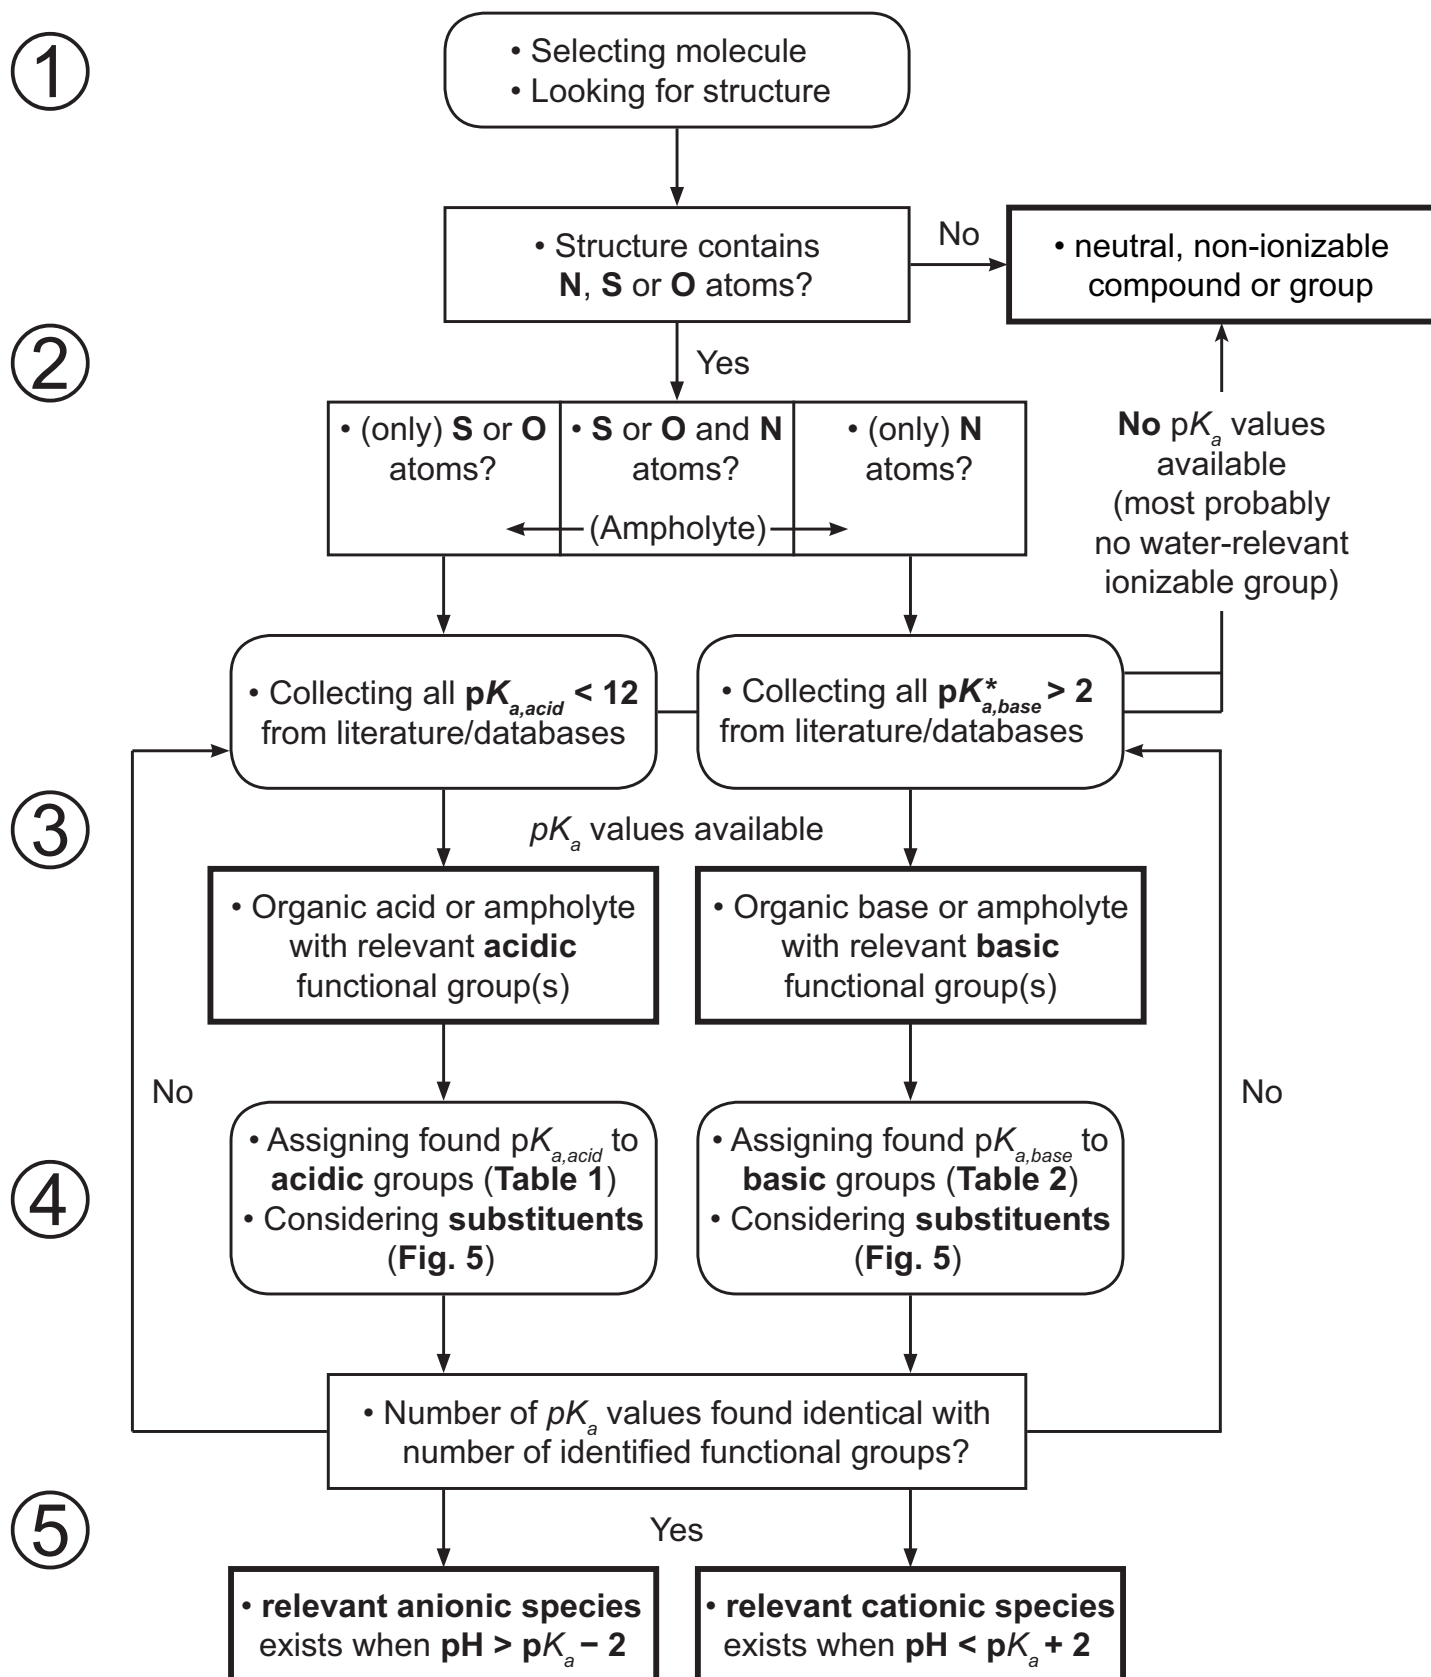 ①
• Selecting molecule
• Looking for structure
• Structure contains
N, S or O atoms?
No
• neutral, non-ionizable
compound or group
②
Yes
• (only) S or O
atoms?
• S or O and N
atoms?
(Ampholyte)
• (only) N
atoms?
No pKa values
available
(most probably
no water-relevant
ionizable group)
• Collecting all pKa,acid < 12
from literature/databases
• Collecting all pK*a,base > 2
from literature/databases
③
pKa values available
• Organic acid or ampholyte
with relevant acidic
functional group(s)
• Organic base or ampholyte
with relevant basic
functional group(s)
No
No
④
• Assigning found pKa,acid to
acidic groups (Table 1)
• Considering substituents
(Fig. 5)
• Assigning found pKa,base to
basic groups (Table 2)
• Considering substituents
(Fig. 5)
• Number of pKa values found identical with
number of identified functional groups?
⑤
Yes
• relevant anionic species
exists when pH > pKa − 2
• relevant cationic species
exists when pH < pKa + 2